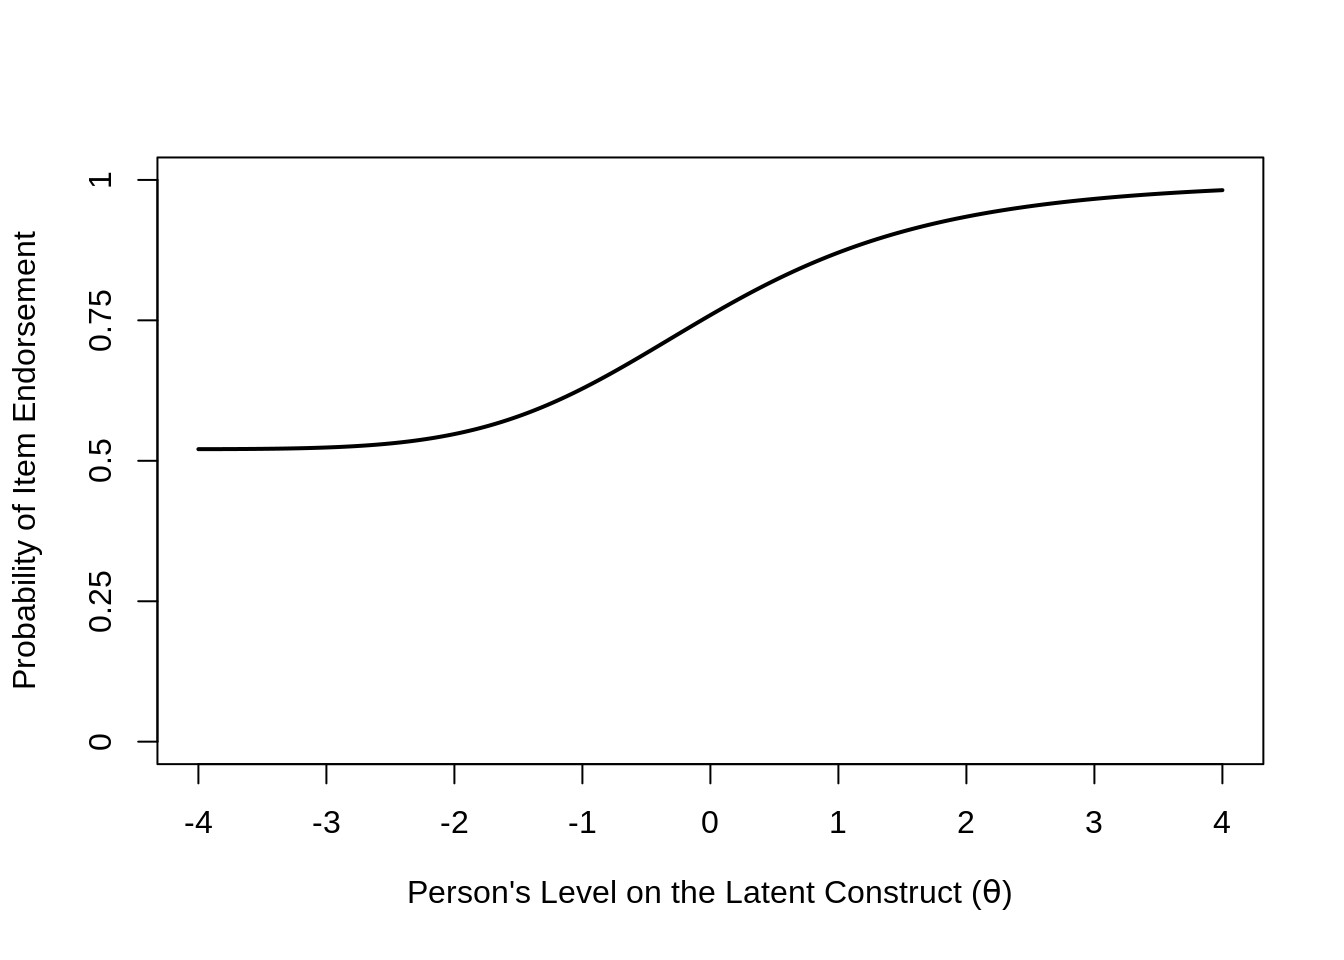 Probability of Item Endorsement
1
0.75
0.5
0.25
0
-4 -3 -2 -1 0 1 2 3 4
Person's Level on the Latent Construct (θ)